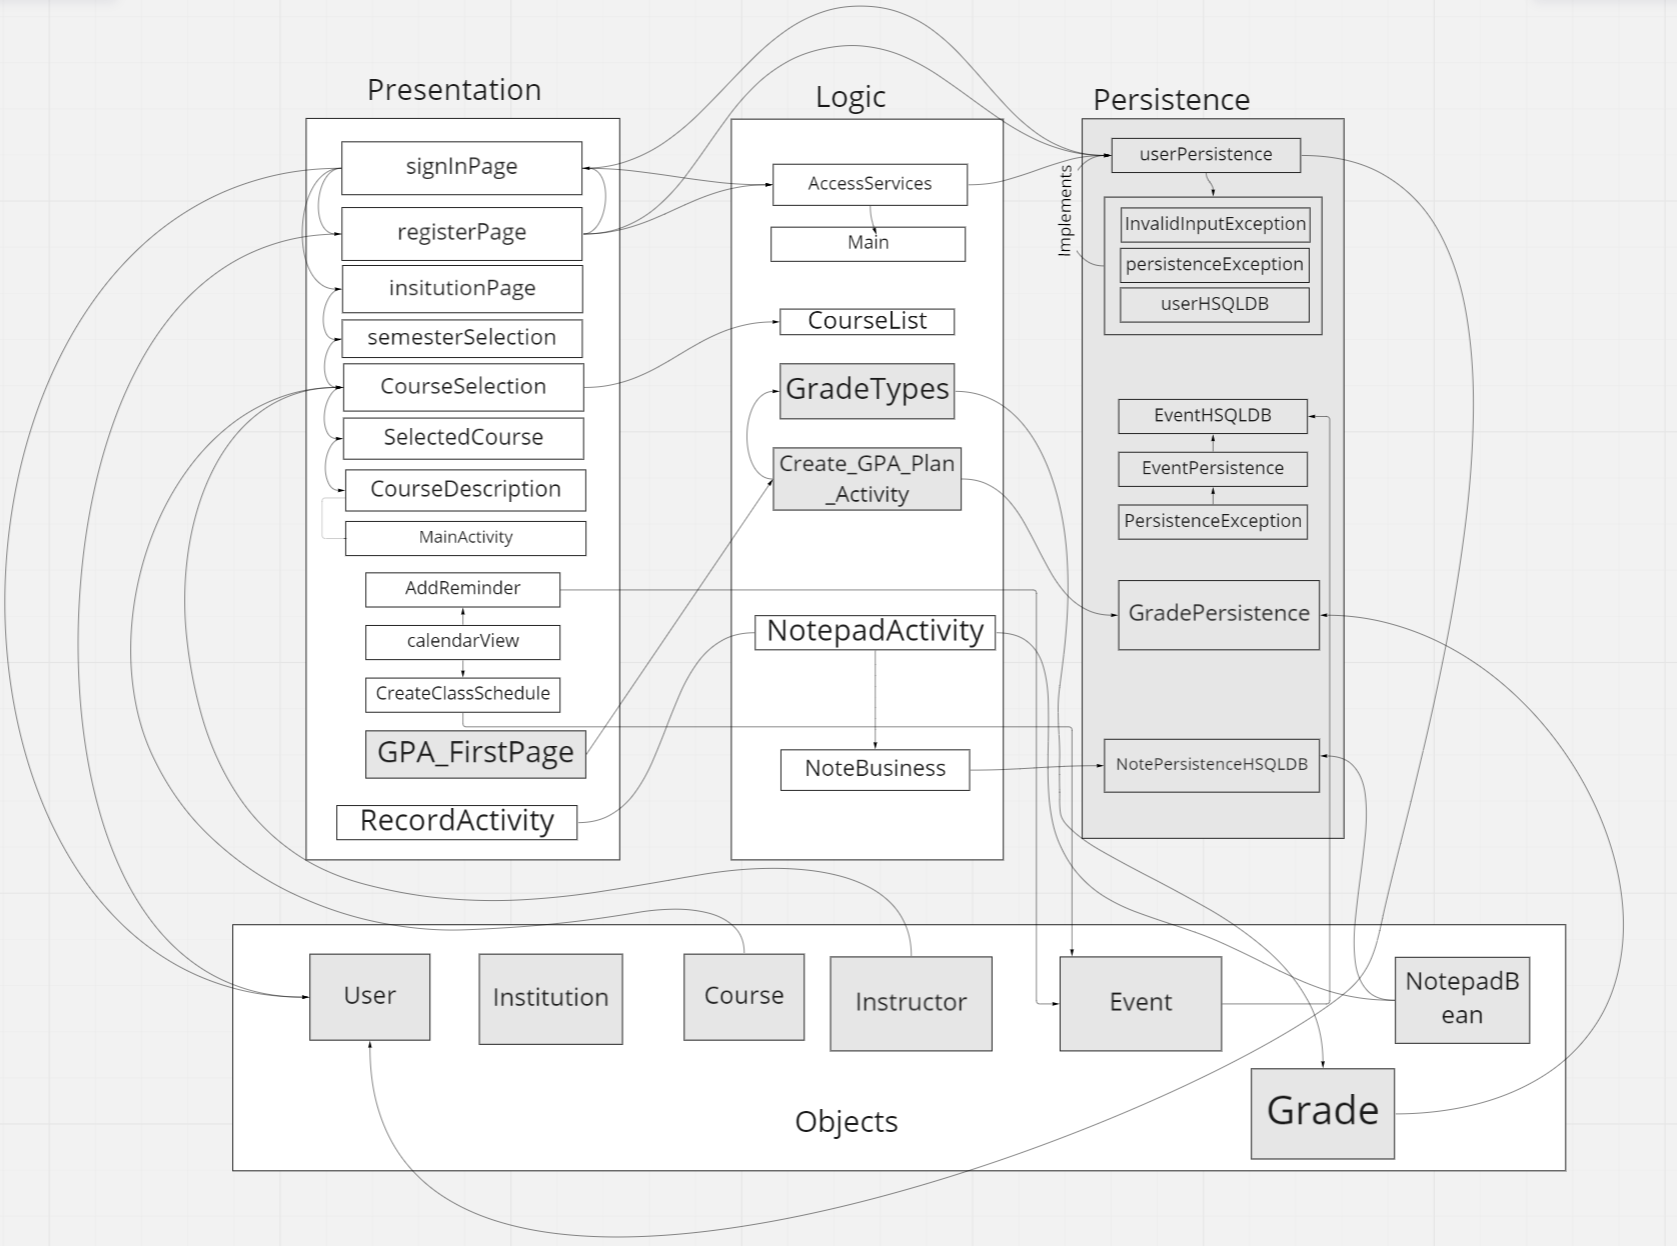 Presentation
signInPage
registerPage
insitutionPage
semesterSelection
CourseSelection
SelectedCourse
CourseDescription
MainActivity
AddReminder
calendarView
CreateClassSchedule
GPA_FirstPage
RecordActivity
Logic
AccessServices
Main
CourseList
GradeTypes
Create_GPA_Plan
_Activity
NotepadActivity
NoteBusiness
Persistence
userPersistence
Implements
InvalidInputException
persistenceException
userHSQLDB
EventHSQLDB
EventPersistence
PersistenceException
GradePersistence
NotePersistenceHSQLDB
User
Institution
Course
Instructor
Event
NotepadB
ean
Grade
Objects